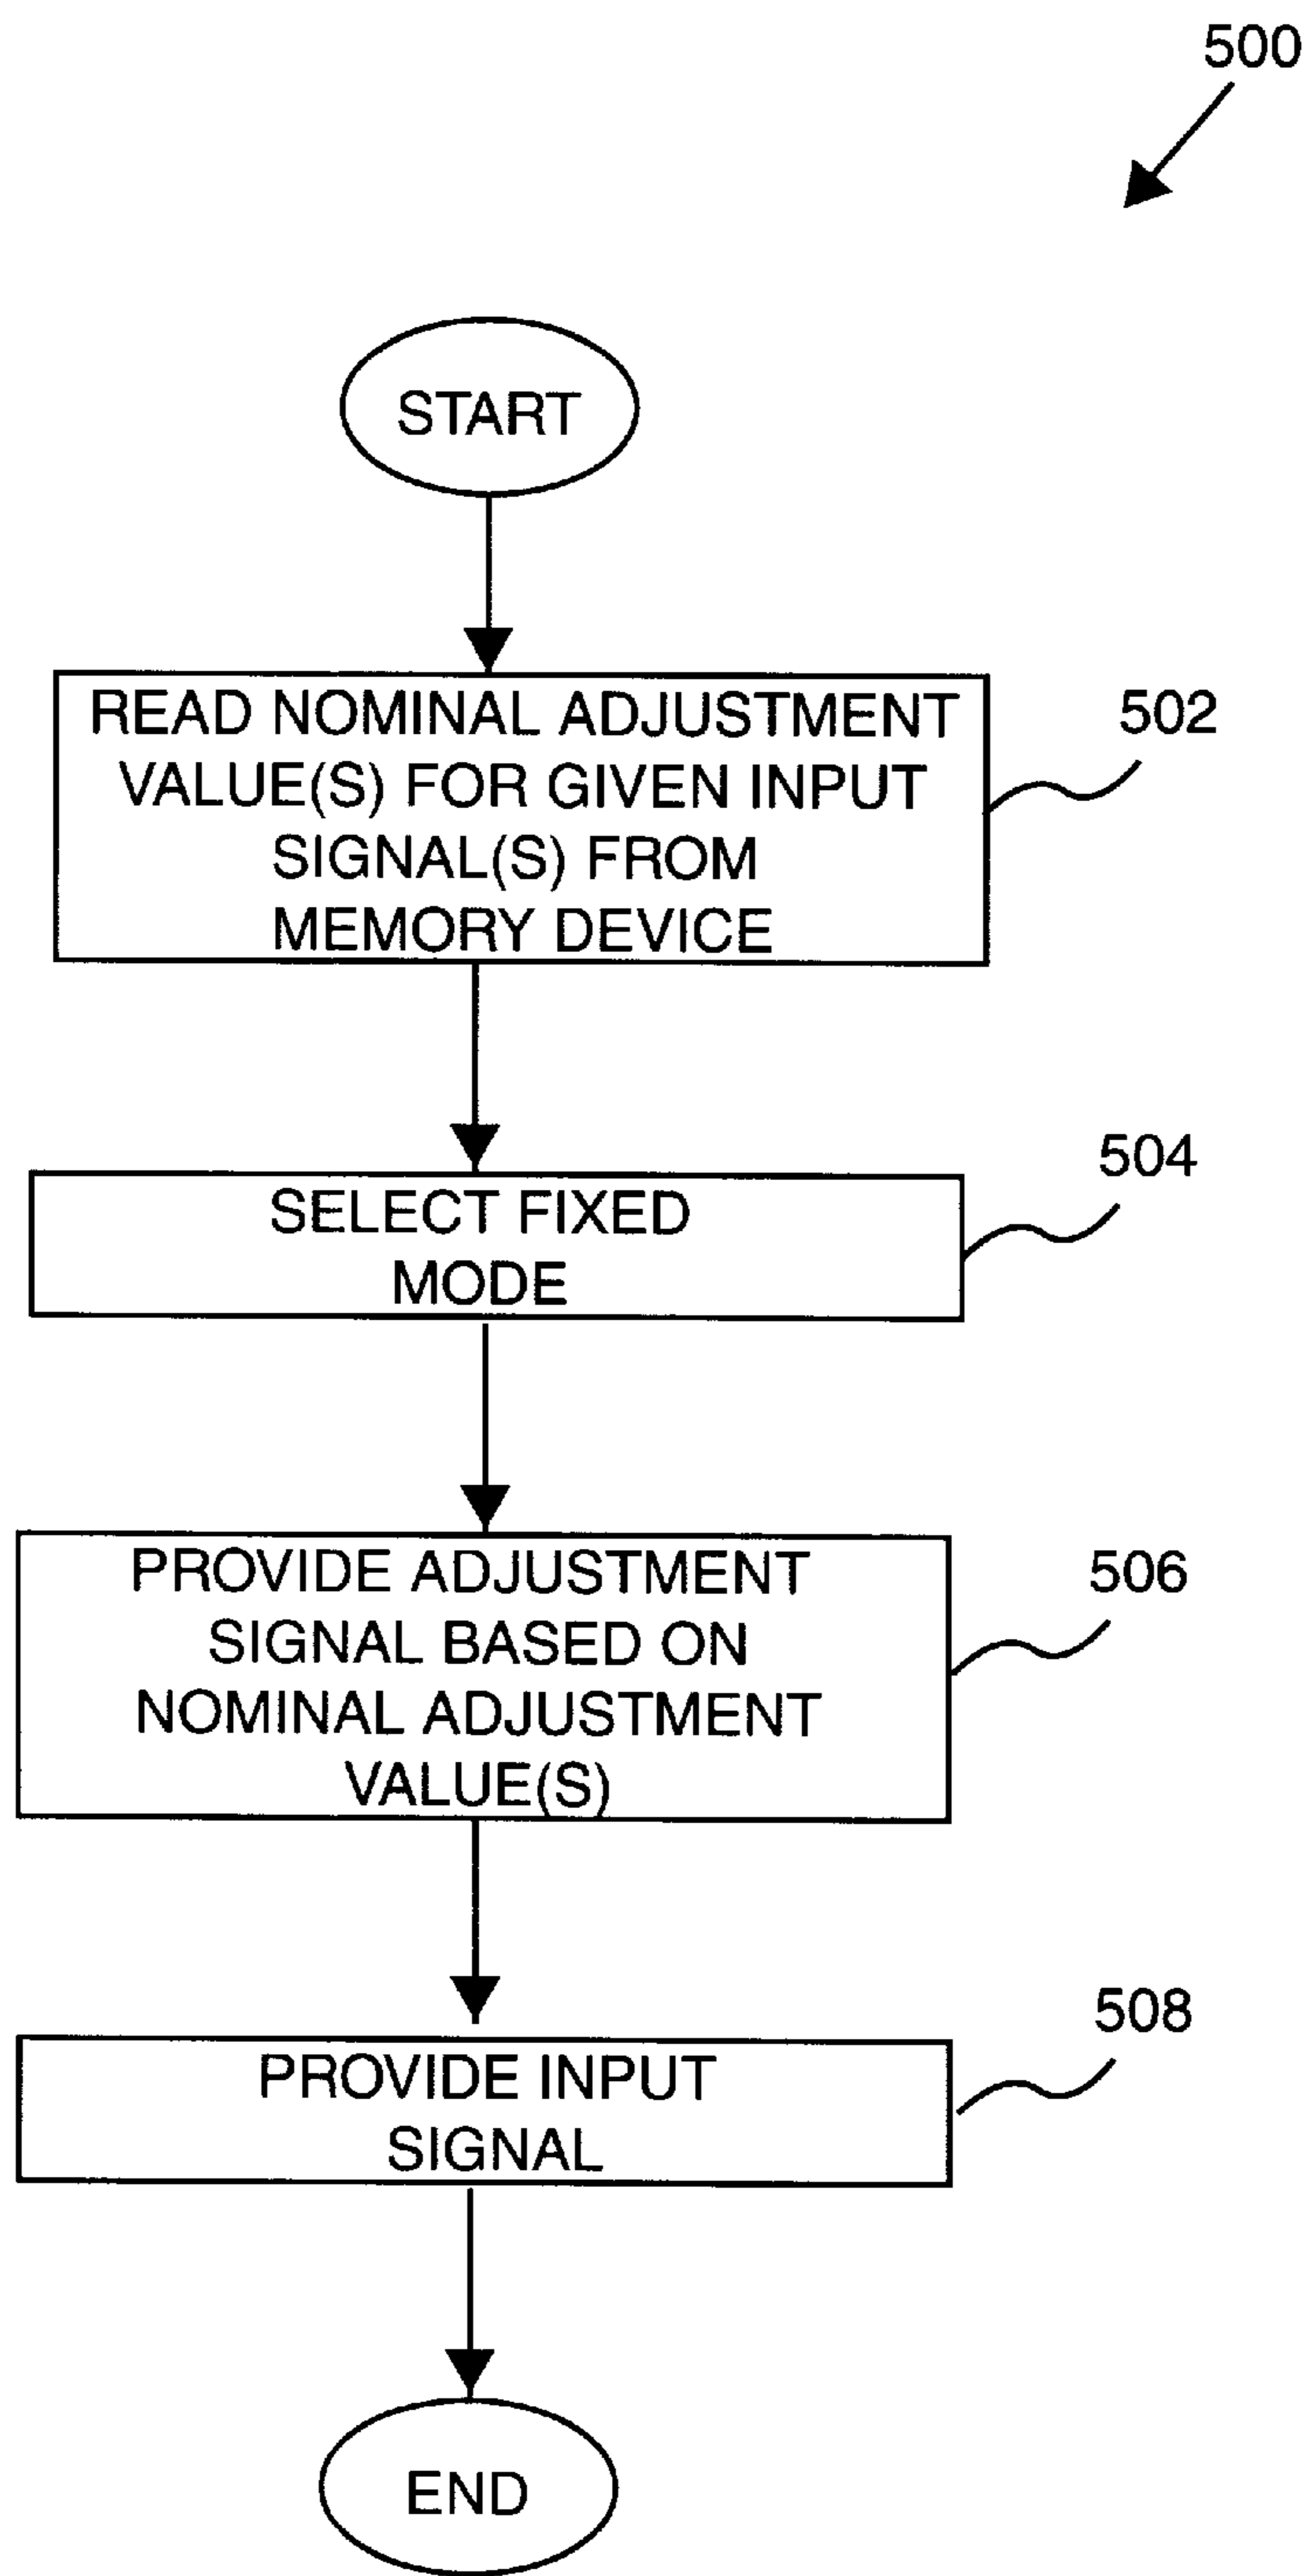 500
START
READ NOMINAL ADJUSTMENT
VALUE(S) FOR GIVEN INPUT
SIGNAL(S) FROM
MEMORY DEVICE
502
SELECT FIXED
MODE
504
PROVIDE ADJUSTMENT
SIGNAL BASED ON
NOMINAL ADJUSTMENT
VALUE(S)
506
PROVIDE INPUT
SIGNAL
508
END